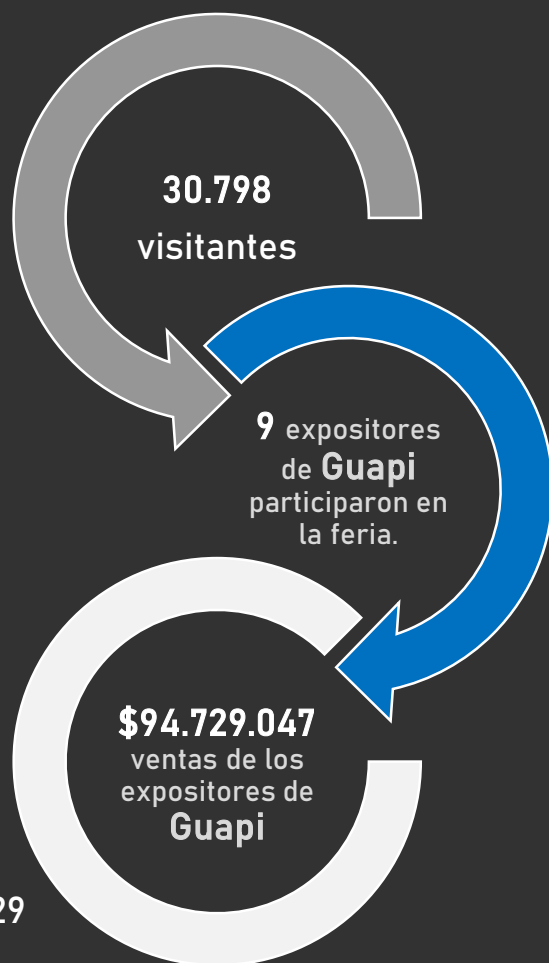 30.798
visitantes
9 expositores
de Guapi
participaron en
la feria.
$94.729.047
ventas de los
expositores de
Guapi
29